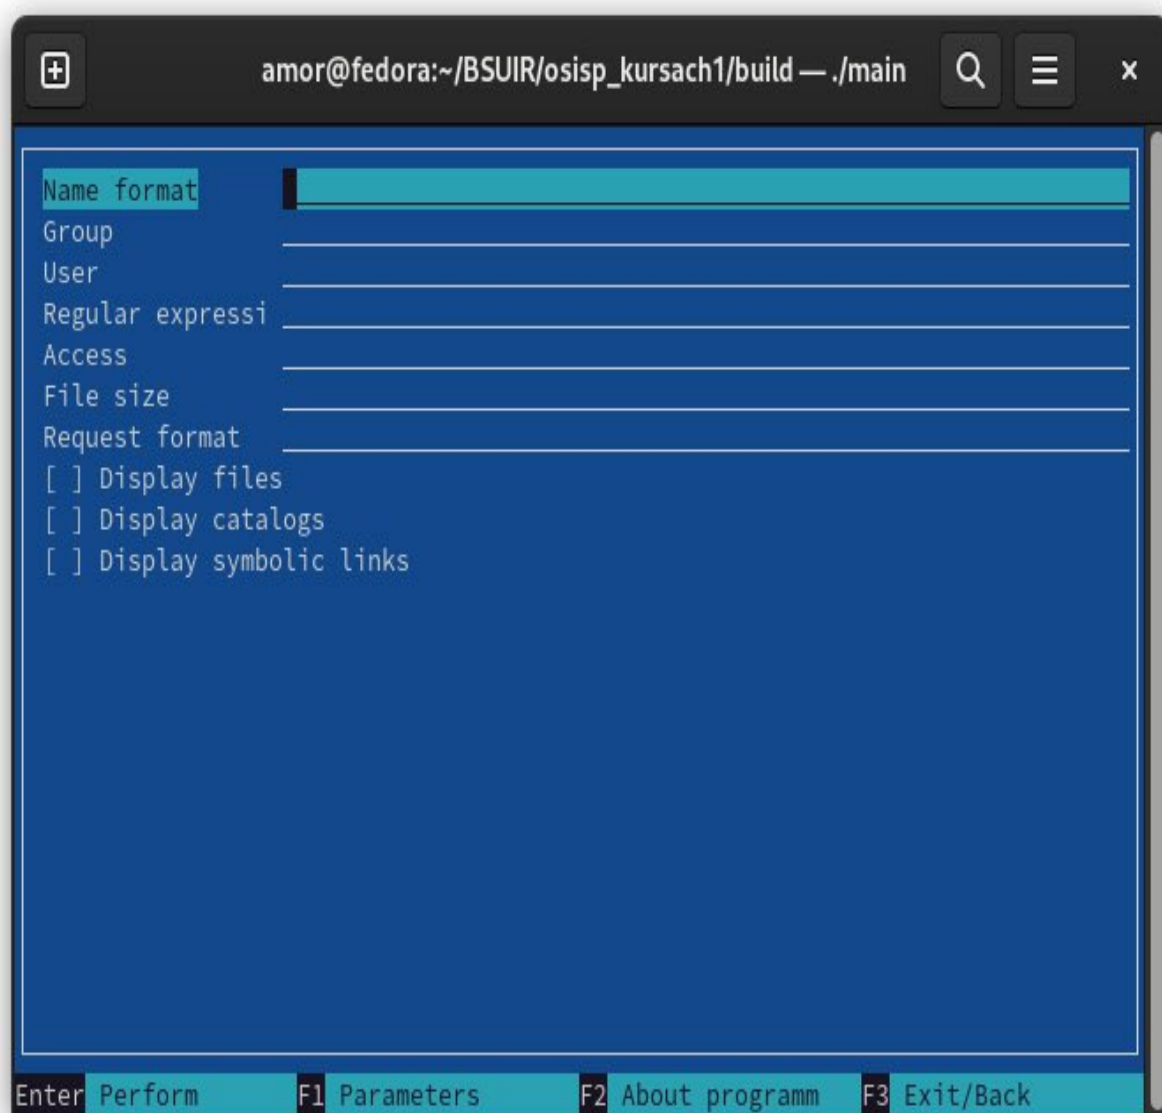 amor@fedora:~/BSUIR/osisp_kursach1/build — ./main
Name format
Group
User
Regular expressi
Access
File size
Request format
[ ] Display files
[ ] Display catalogs
[ ] Display symbolic links
Enter Perform F1 Parameters F2 About programm F3 Exit/Back